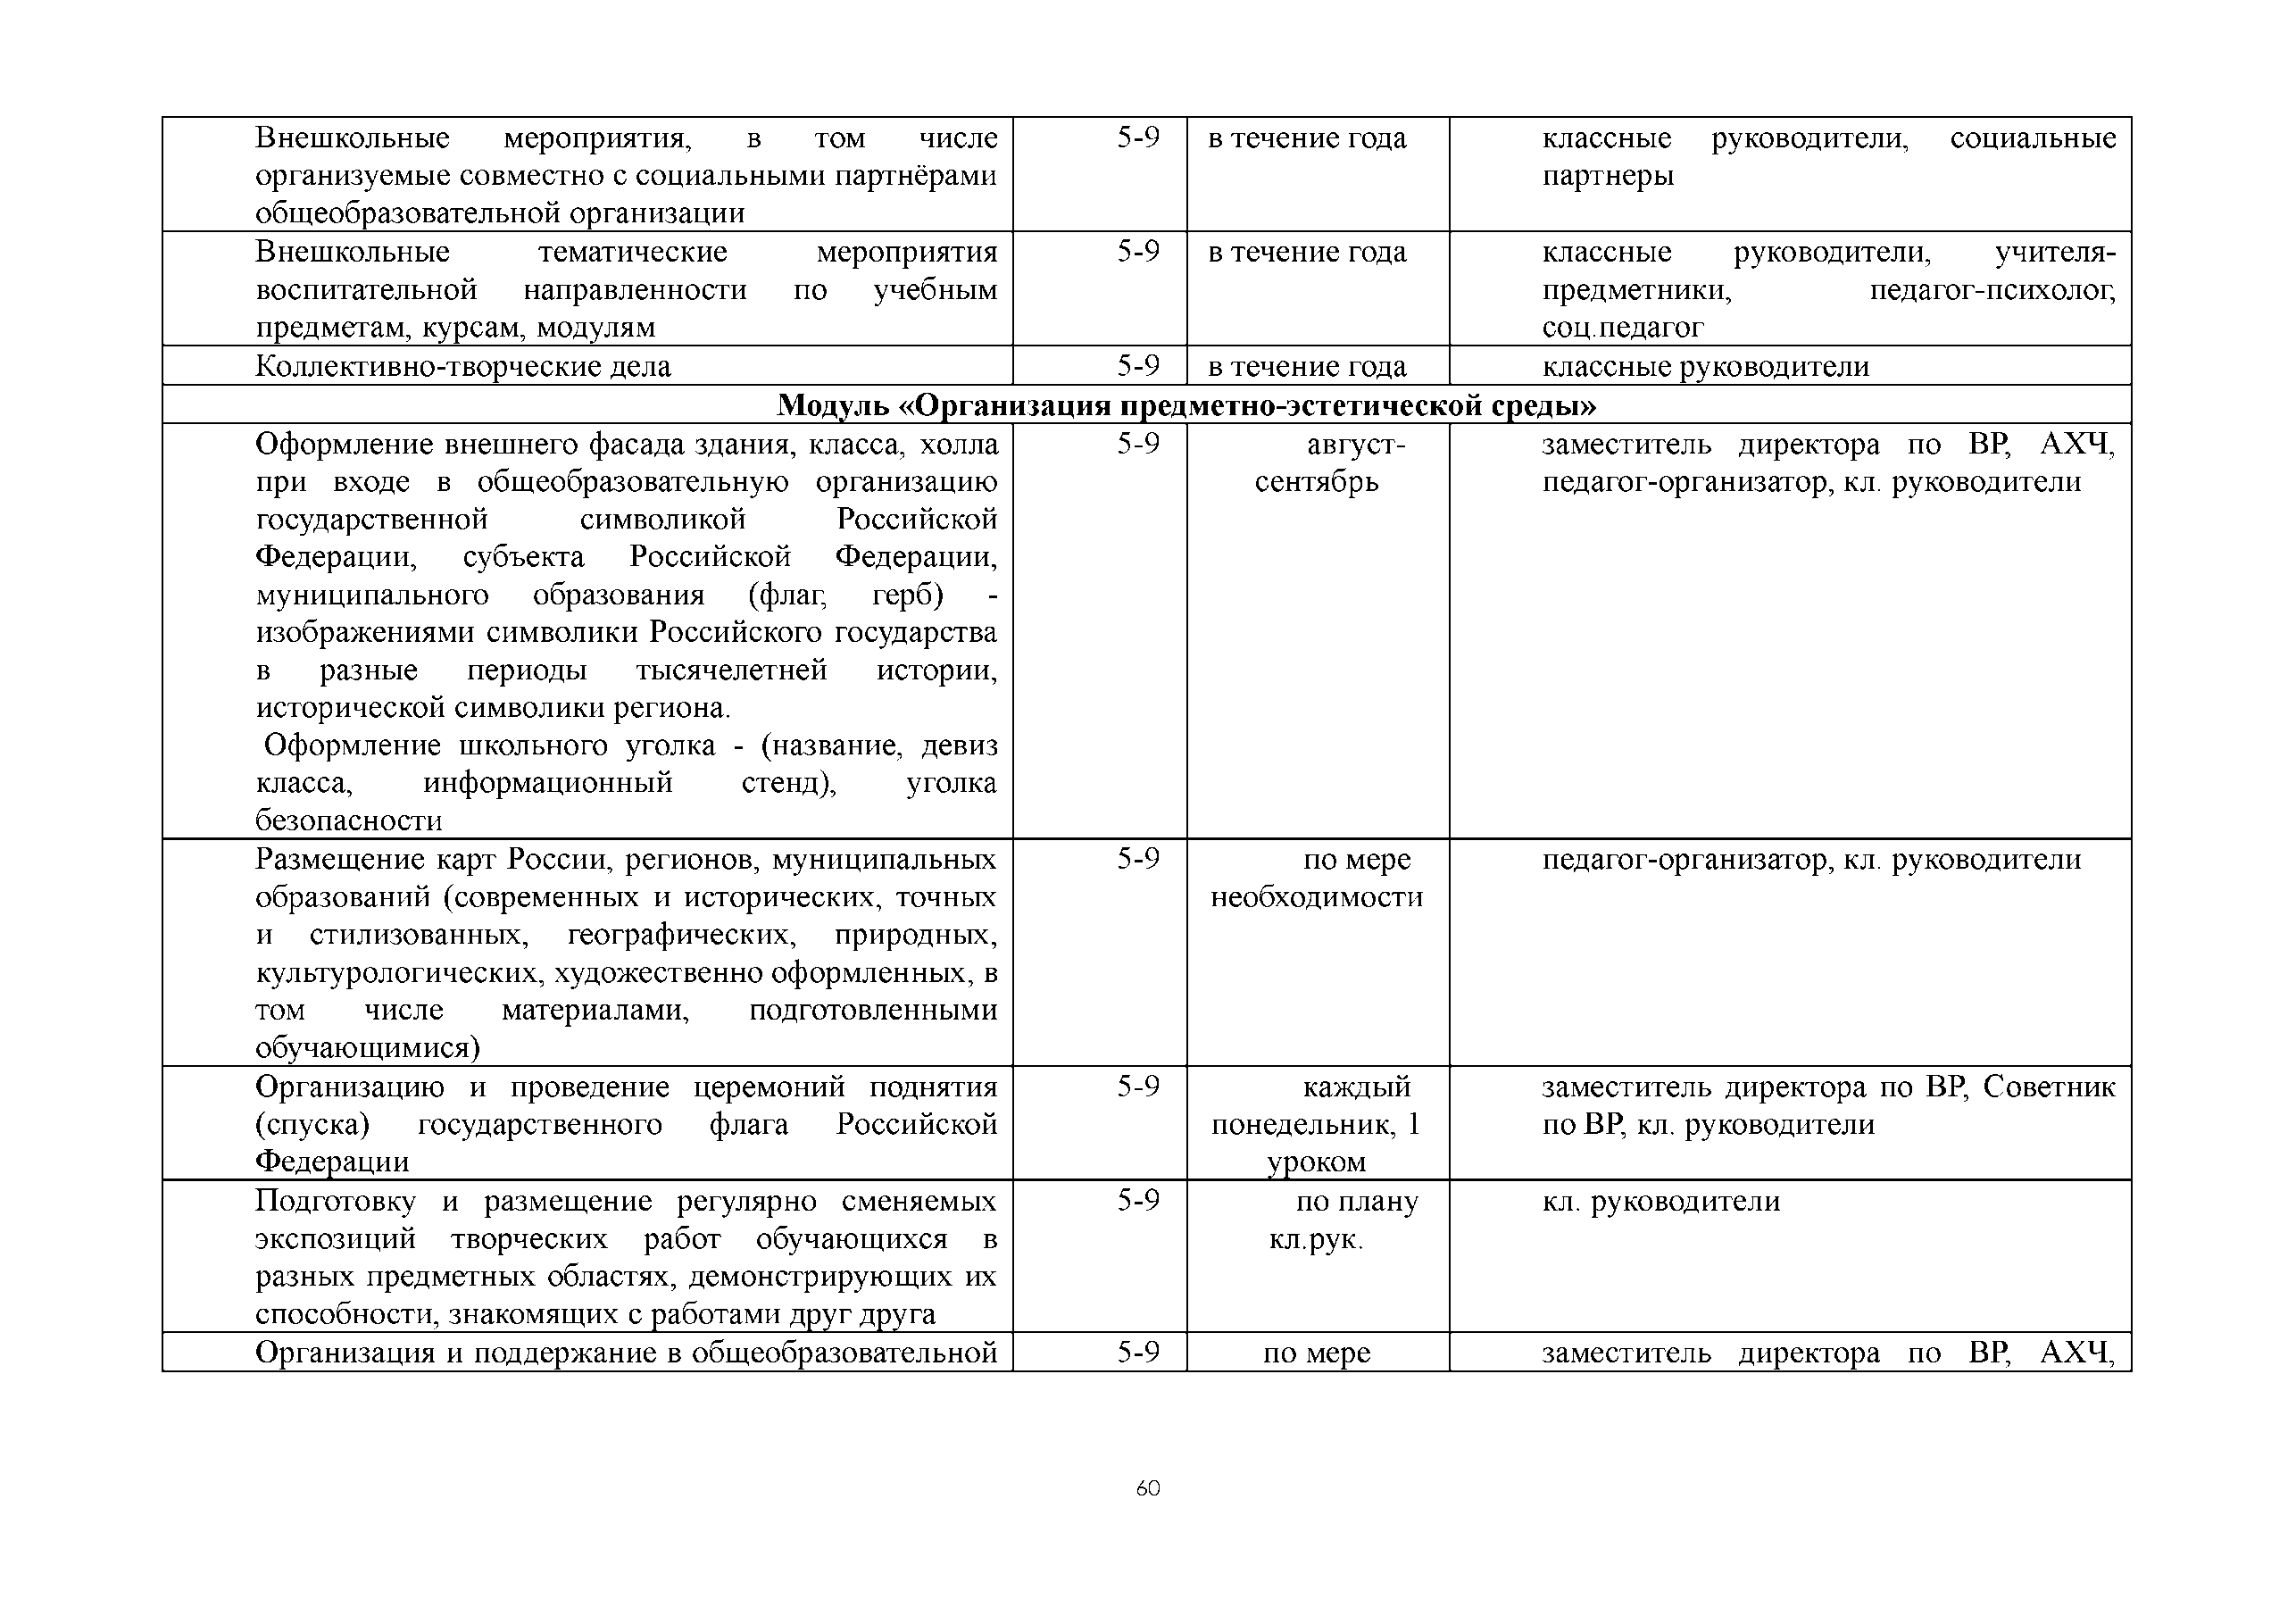 Внешкольные мероприятия, в том числе 5-9 в течение года классные руководители, социальные
организуемые совместно с социальными партнёрами партнеры
общеобразовательной организации
Внешкольные тематические мероприятия 5-9 в течение года классные руководители, учителя-
воспитательной направленности по учебным предметники, педагог-психолог,
предметам, курсам, модулям соц.педагог
Коллективно-творческие дела 5-9 в течение года классные руководители
Модуль «Организация предметно-эстетической среды»
Оформление внешнего фасада здания, класса, холла 5-9 август- заместитель директора по ВР, АХЧ,
при входе в общеобразовательную организацию сентябрь педагог-организатор, кл. руководители
государственной символикой Российской
Федерации, субъекта Российской Федерации,
муниципального образования (флаг, герб) -
изображениями символики Российского государства
в разные периоды тысячелетней истории,
исторической символики региона.
Оформление школьного уголка - (название, девиз
класса, информационный стенд), уголка
безопасности
Размещение карт России, регионов, муниципальных 5-9 по мере педагог-организатор, кл. руководители
образований (современных и исторических, точных необходимости
и стилизованных, географических, природных,
культурологических, художественно оформленных, в
том числе материалами, подготовленными
обучающимися)
Организацию и проведение церемоний поднятия 5-9 каждый заместитель директора по ВР, Советник
(спуска) государственного флага Российской понедельник, 1 по ВР, кл. руководители
Федерации уроком
Подготовку и размещение регулярно сменяемых 5-9 по плану кл. руководители
экспозиций творческих работ обучающихся в кл.рук.
разных предметных областях, демонстрирующих их
способности, знакомящих с работами друг друга
Организация и поддержание в общеобразовательной 5-9 по мере заместитель директора по ВР, АХЧ,
60